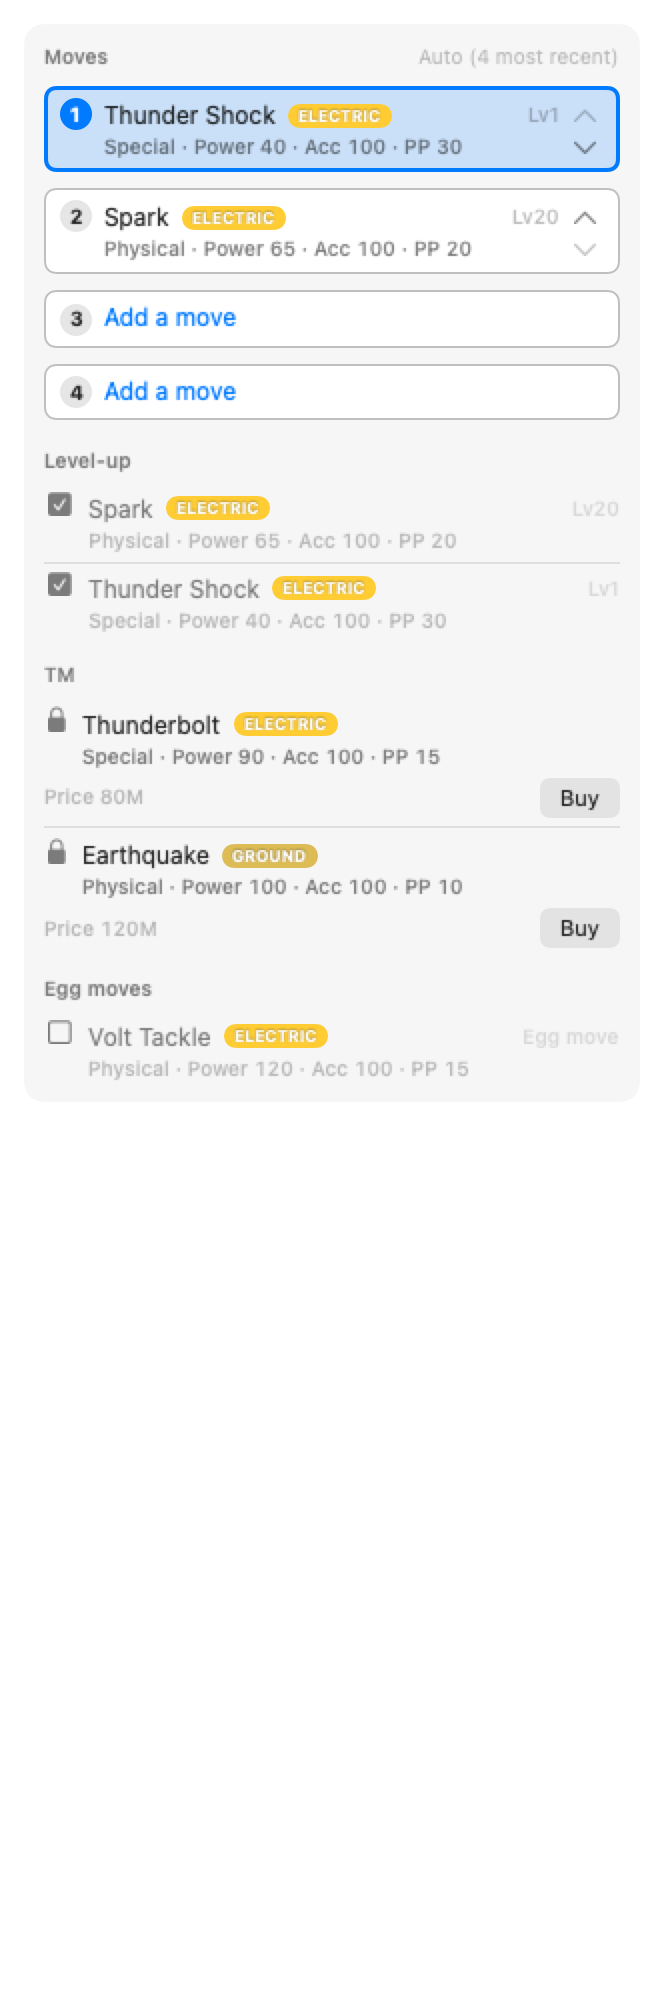 Moves Auto (4 most recent)
1 Thunder Shock ELECTRIC Lv1
Special · Power 40 · Acc 100 · PP 30
2 Spark ELECTRIC Lv20
Physical · Power 65 · Acc 100 · PP 20
3 Add a move
4 Add a move
Level-up
Spark ELECTRIC Lv20
Physical · Power 65 · Acc 100 · PP 20
Thunder Shock ELECTRIC Lv1
Special · Power 40 · Acc 100 · PP 30
TM
Thunderbolt ELECTRIC
Special · Power 90 · Acc 100 · PP 15
Price 80M Buy
Earthquake GROUND
Physical · Power 100 · Acc 100 · PP 10
Price 120M Buy
Egg moves
Volt Tackle ELECTRIC Egg move
Physical · Power 120 · Acc 100 · PP 15